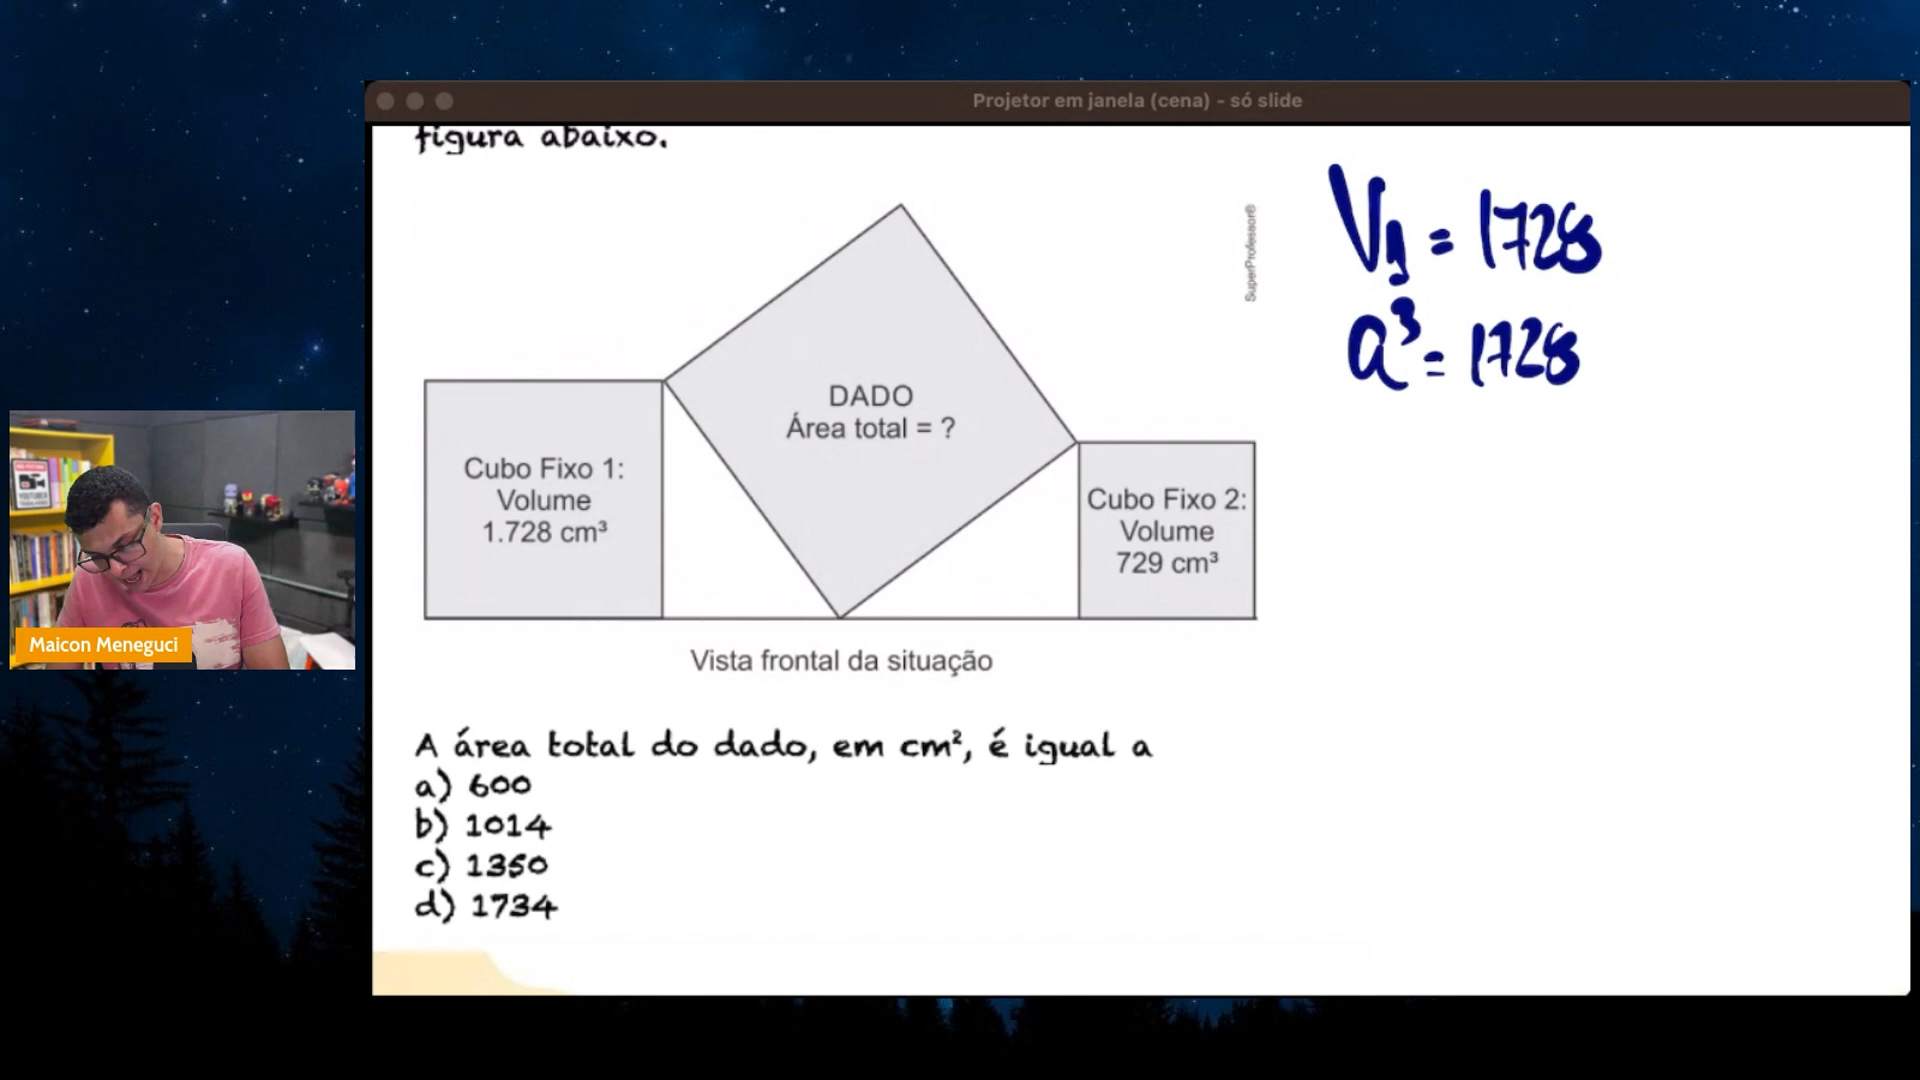 Projetor em janela (cena) - só slide
figura abaixo.
V1 = 1728
a³ = 1728
SuperProfessor®
DADO
Área total = ?
Cubo Fixo 1:
Volume
1.728 cm³
Cubo Fixo 2:
Volume
729 cm³
Vista frontal da situação
Maicon Meneguci
A área total do dado, em cm², é igual a
a) 600
b) 1014
c) 1350
d) 1734